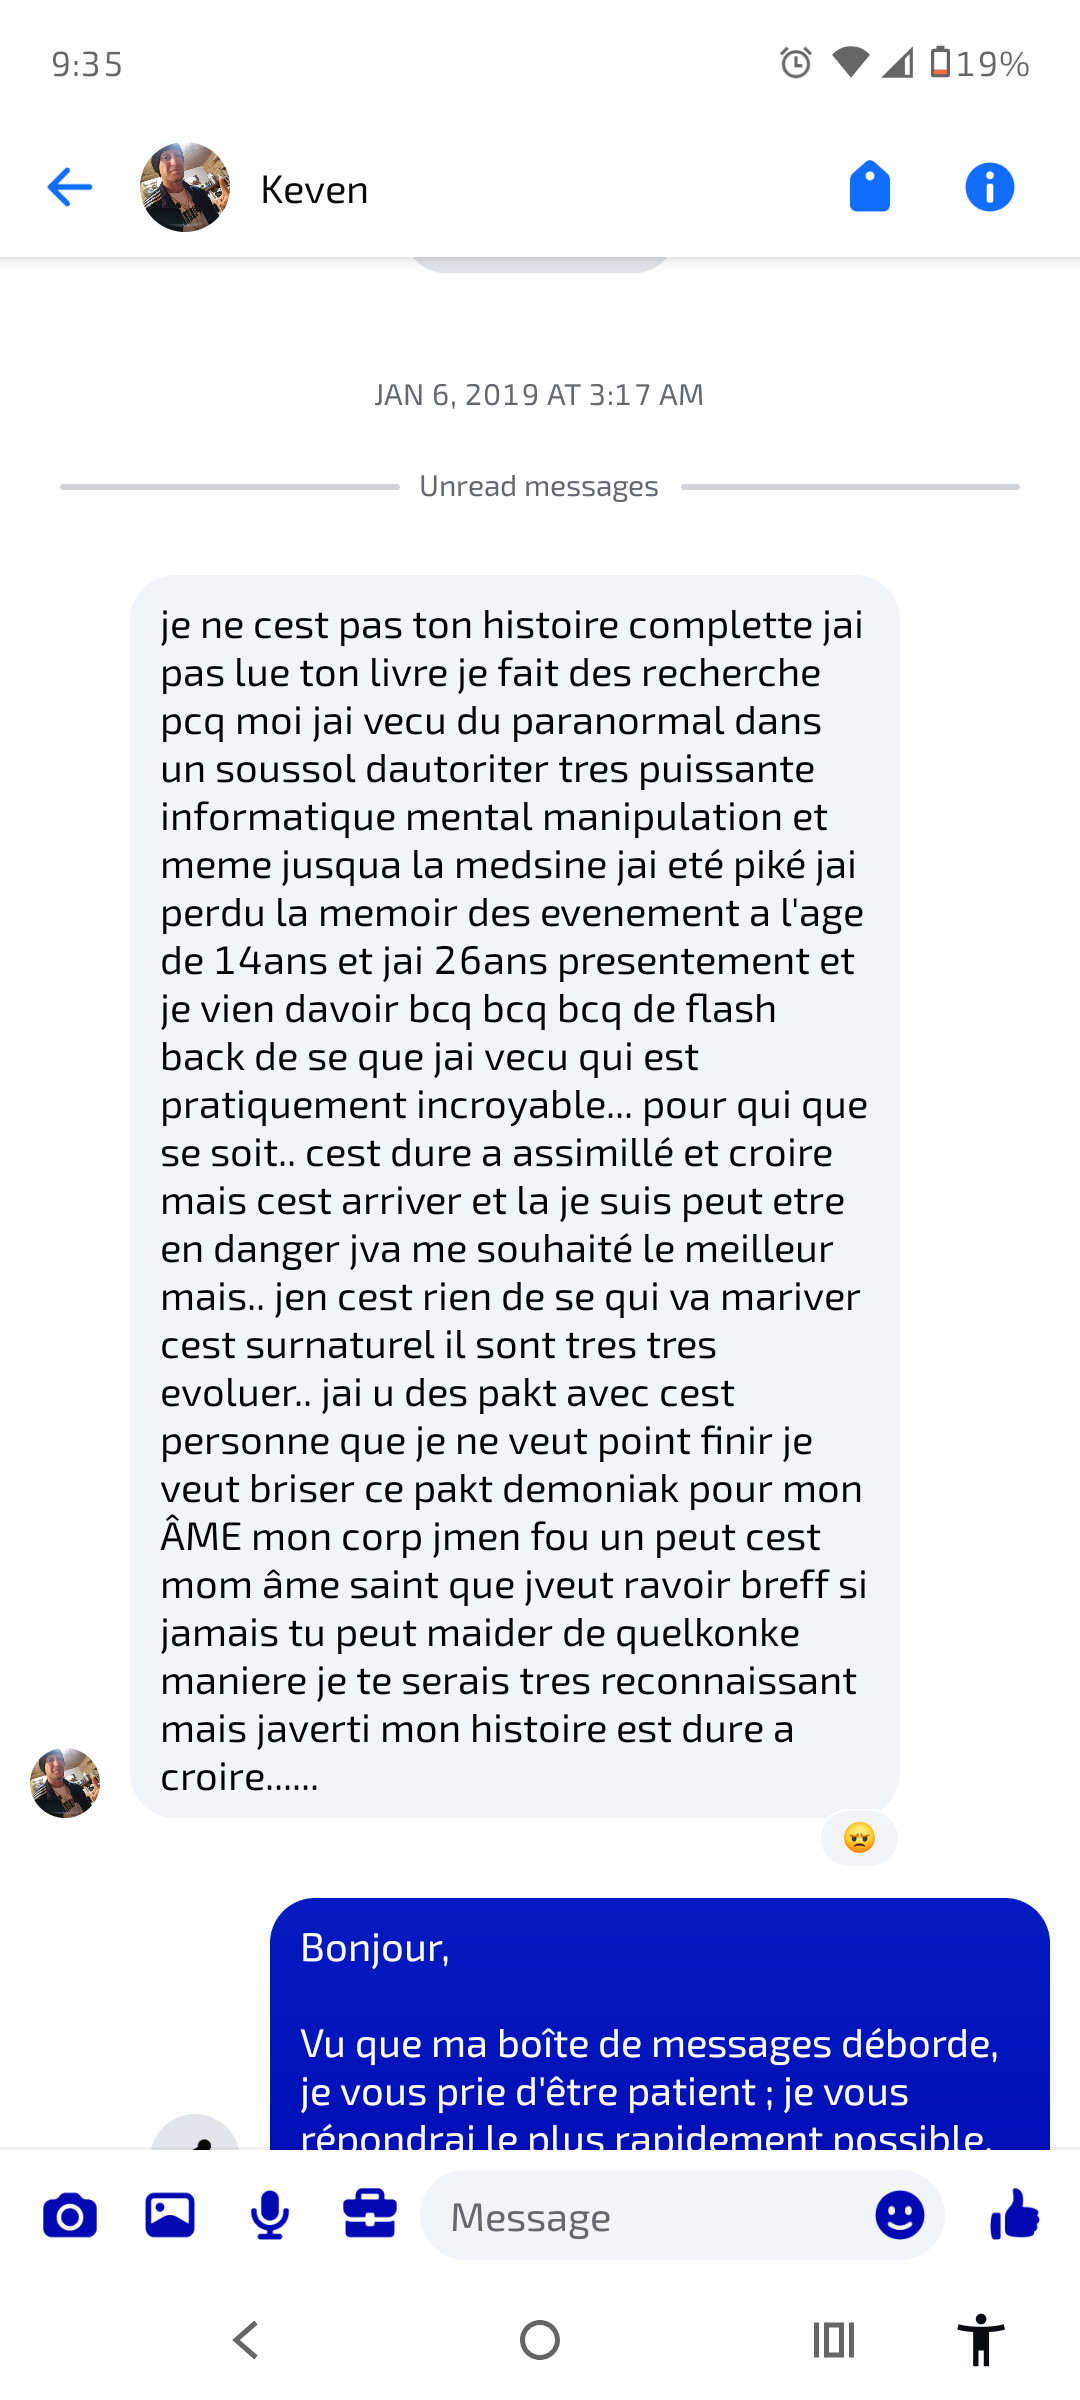 9:35
19%
Keven
JAN 6, 2019 AT 3:17 AM
Unread messages
je ne cest pas ton histoire complette jai
pas lue ton livre je fait des recherche
pcq moi jai vecu du paranormal dans
un soussol dautoriter tres puissante
informatique mental manipulation et
meme jusqua la medsine jai eté piké jai
perdu la memoir des evenement a l'age
de 14ans et jai 26ans presentement et
je vien davoir bcq bcq bcq de flash
back de se que jai vecu qui est
pratiquement incroyable... pour qui que
se soit.. cest dure a assimillé et croire
mais cest arriver et la je suis peut etre
en danger jva me souhaité le meilleur
mais.. jen cest rien de se qui va mariver
cest surnaturel il sont tres tres
evoluer.. jai u des pakt avec cest
personne que je ne veut point finir je
veut briser ce pakt demoniak pour mon
ÂME mon corp jmen fou un peut cest
mom âme saint que jveut ravoir breff si
jamais tu peut maider de quelkonke
maniere je te serais tres reconnaissant
mais javerti mon histoire est dure a
croire......
Bonjour,
Vu que ma boîte de messages déborde,
je vous prie d'être patient ; je vous
répondrai le plus rapidement possible.
Message